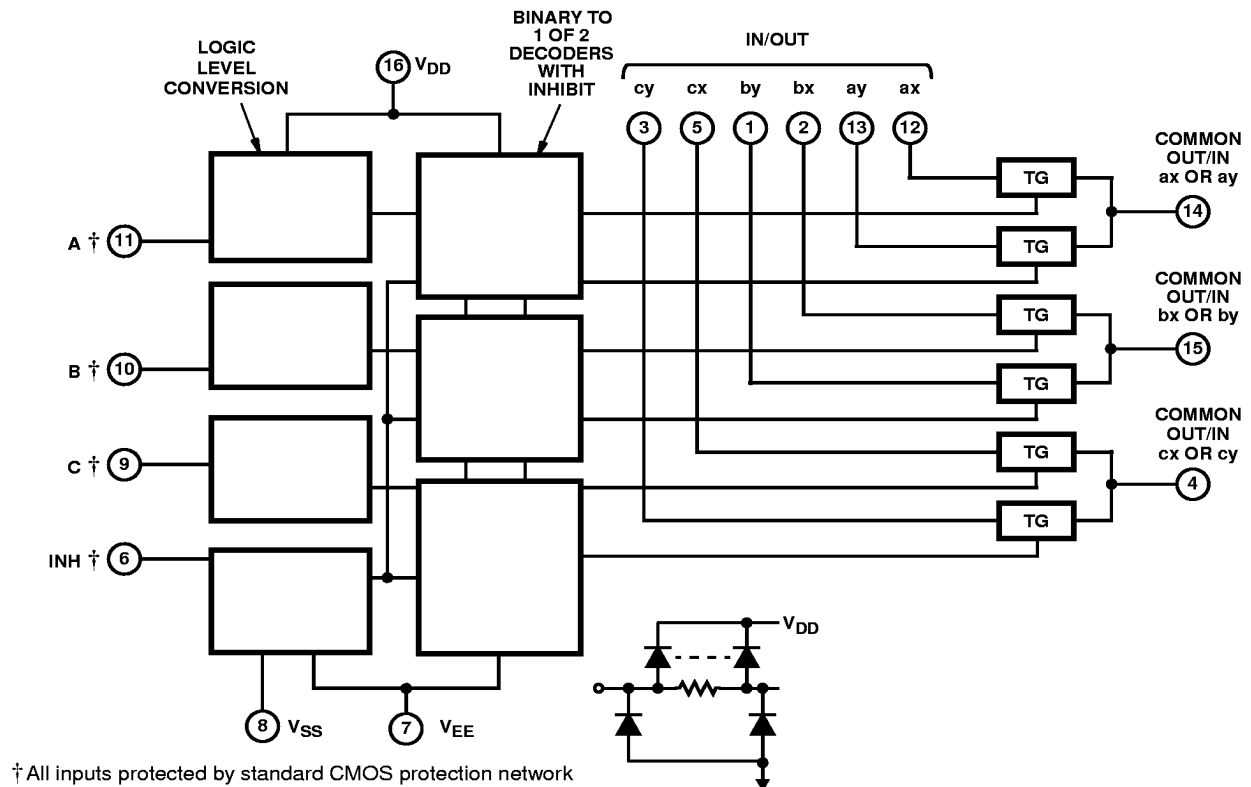 LOGIC
LEVEL
CONVERSION
16 VDD
BINARY TO
1 OF 2
DECODERS
WITH
INHIBIT
IN/OUT
cy cx by bx ay ax
3 5 1 2 13 12
COMMON
OUT/IN
ax OR ay
TG
14
A † 11
TG
COMMON
OUT/IN
bx OR by
TG
15
B † 10
TG
COMMON
OUT/IN
cx OR cy
TG
C † 9
4
TG
INH † 6
VDD
8 VSS
7 VEE
† All inputs protected by standard CMOS protection network